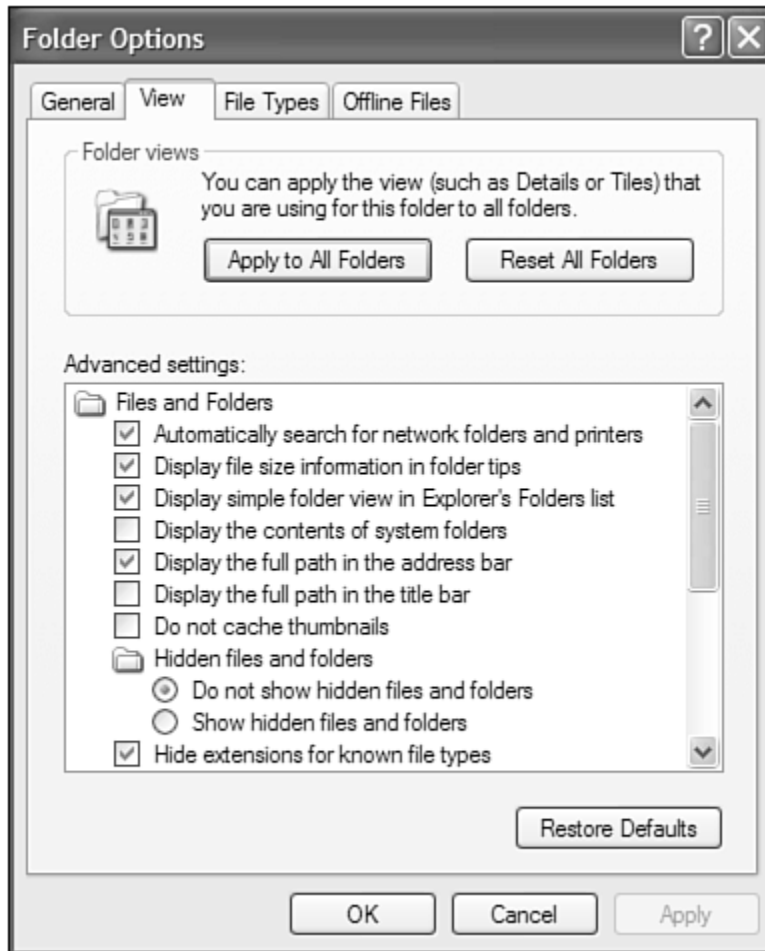 Folder Options
General View File Types Offline Files
Folder views
You can apply the view (such as Details or Tiles) that
you are using for this folder to all folders.
Apply to All Folders Reset All Folders
Advanced settings:
Files and Folders
Automatically search for network folders and printers
Display file size information in folder tips
Display simple folder view in Explorer's Folders list
Display the contents of system folders
Display the full path in the address bar
Display the full path in the title bar
Do not cache thumbnails
Hidden files and folders
Do not show hidden files and folders
Show hidden files and folders
Hide extensions for known file types
Restore Defaults
OK Cancel Apply